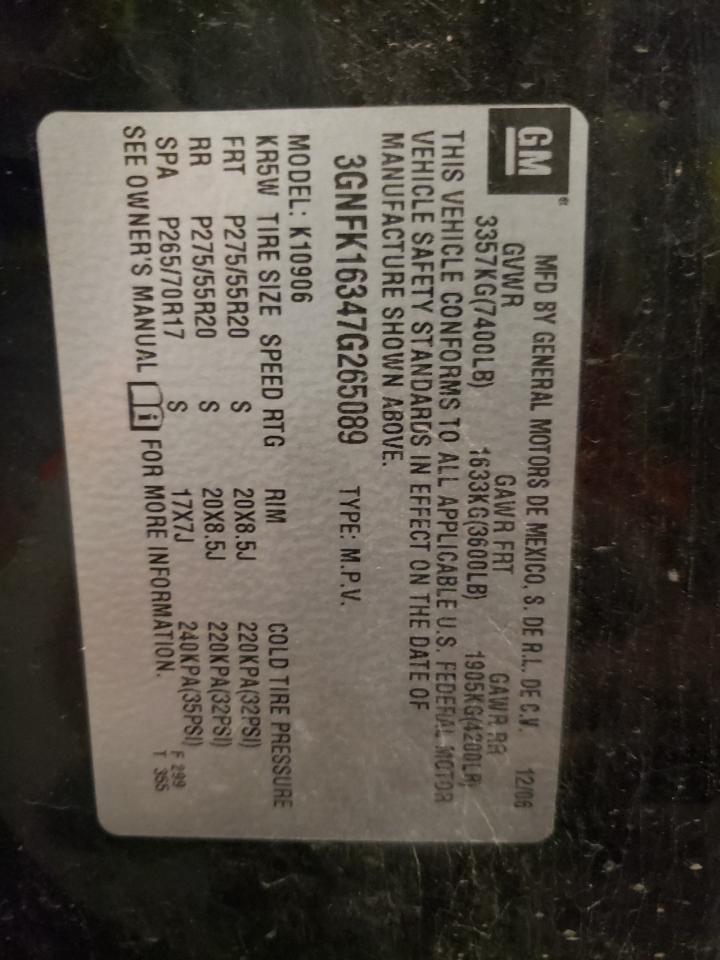 GM
MFD BY GENERAL MOTORS DE MEXICO, S. DE R.L. DE C.V. 12/06
GVWR GAWR FRT GAWR RR
3357KG(7400LB) 1633KG(3600LB) 1905KG(4200LB)
THIS VEHICLE CONFORMS TO ALL APPLICABLE U.S. FEDERAL MOTOR
VEHICLE SAFETY STANDARDS IN EFFECT ON THE DATE OF
MANUFACTURE SHOWN ABOVE.
3GNFK16347G265089 TYPE: M.P.V.
MODEL: K10906
KR5W TIRE SIZE SPEED RTG RIM COLD TIRE PRESSURE
FRT P275/55R20 S 20X8.5J 220KPA(32PSI)
RR P275/55R20 S 20X8.5J 220KPA(32PSI)
SPA P265/70R17 S 17X7J 240KPA(35PSI)
SEE OWNER'S MANUAL i FOR MORE INFORMATION.
F 299
T 355